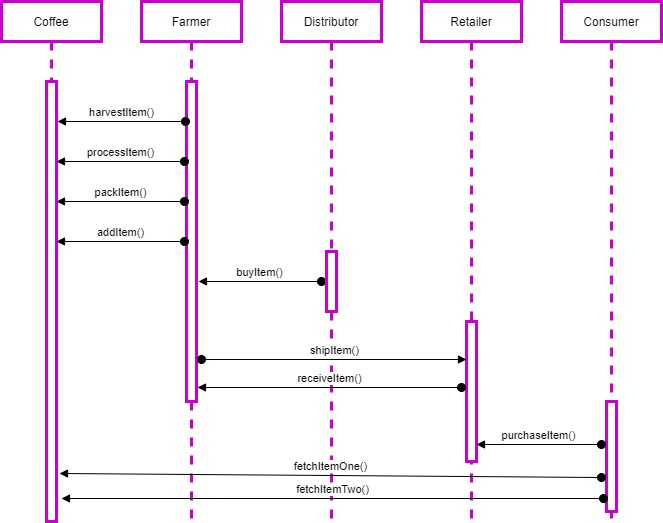 Coffee
Farmer
Distributor
Retailer
Consumer
harvestItem()
processItem()
packItem()
addItem()
buyItem()
shipItem()
receiveItem()
purchaseItem()
fetchItemOne()
fetchItemTwo()